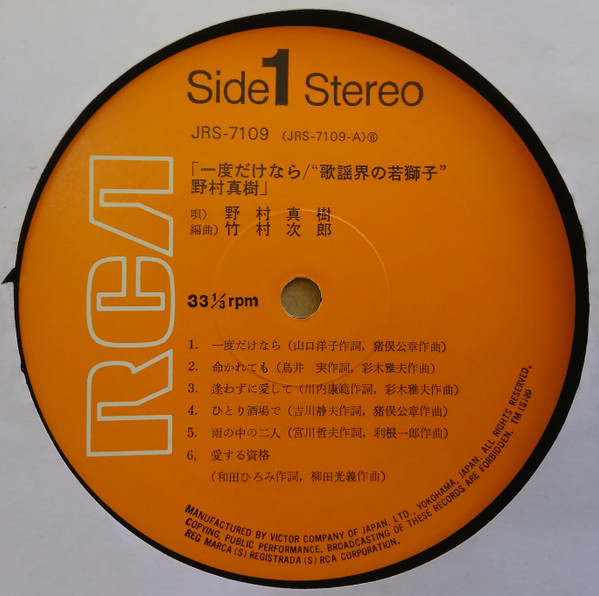 Side 1 Stereo
JRS-7109 (JRS-7109-A)⑥
「一度だけなら/“歌謡界の若獅子”
野村真樹」
唄) 野村真樹
編曲) 竹村次郎
RCA
33 1/3 rpm
1. 一度だけなら (山口洋子作詞, 猪俣公章作曲)
2. 命かれても (鳥井 実作詞, 彩木雅夫作曲)
3. 逢わずに愛して (川内康範作詞, 彩木雅夫作曲)
4. ひとり酒場で (吉川静夫作詞, 猪俣公章作曲)
5. 雨の中の二人 (宮川哲夫作詞, 利根一郎作曲)
6. 愛する資格
(和田ひろみ作詞, 柳田光義作曲)
MANUFACTURED BY VICTOR COMPANY OF JAPAN, LTD., YOKOHAMA, JAPAN. ALL RIGHTS RESERVED.
COPYING, PUBLIC PERFORMANCE, BROADCASTING OF THESE RECORDS ARE FORBIDDEN. TM(S)®
REG MARCA(S) REGISTRADA(S) RCA CORPORATION.